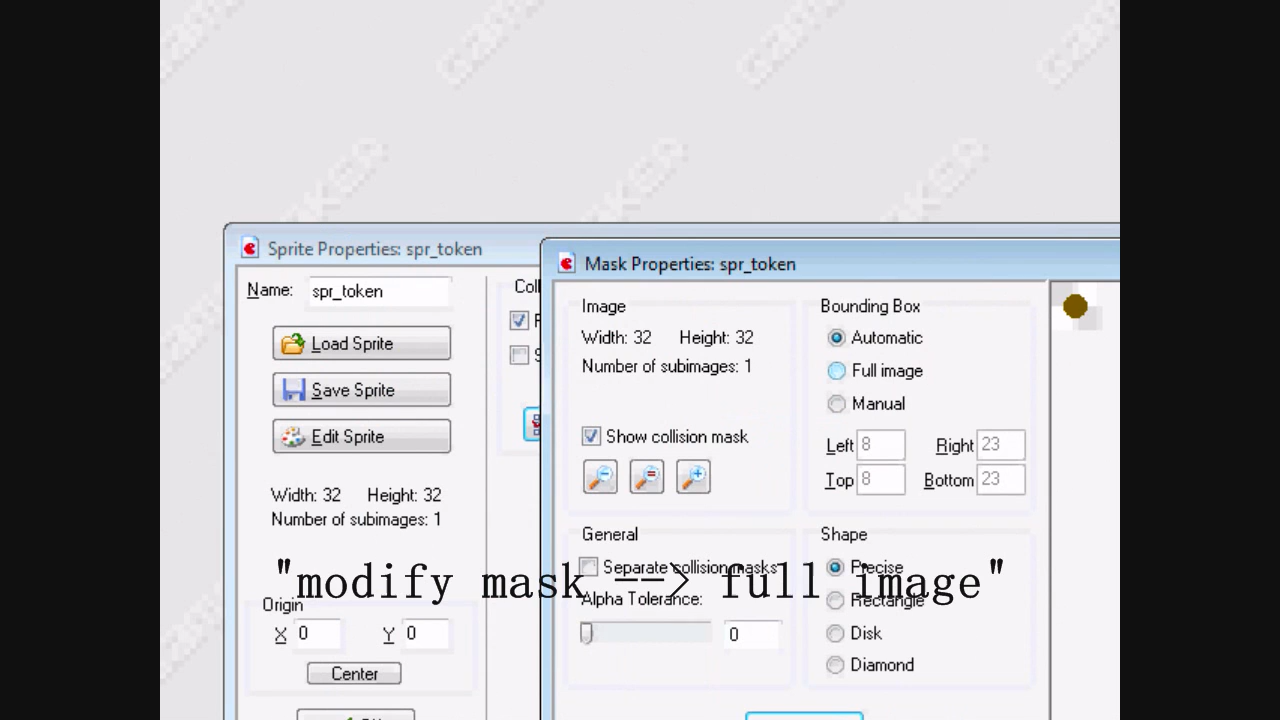 Sprite Properties: spr_token
Name: spr_token
Load Sprite
Save Sprite
Edit Sprite
Width: 32 Height: 32
Number of subimages: 1
Origin
X 0 Y 0
Center
Mask Properties: spr_token
Image
Width: 32 Height: 32
Number of subimages: 1
Show collision mask
Bounding Box
Automatic
Full image
Manual
Left 8 Right 23
Top 8 Bottom 23
General
Separate collision masks
Alpha Tolerance:
0
Shape
Precise
Rectangle
Disk
Diamond
"modify mask --> full image"